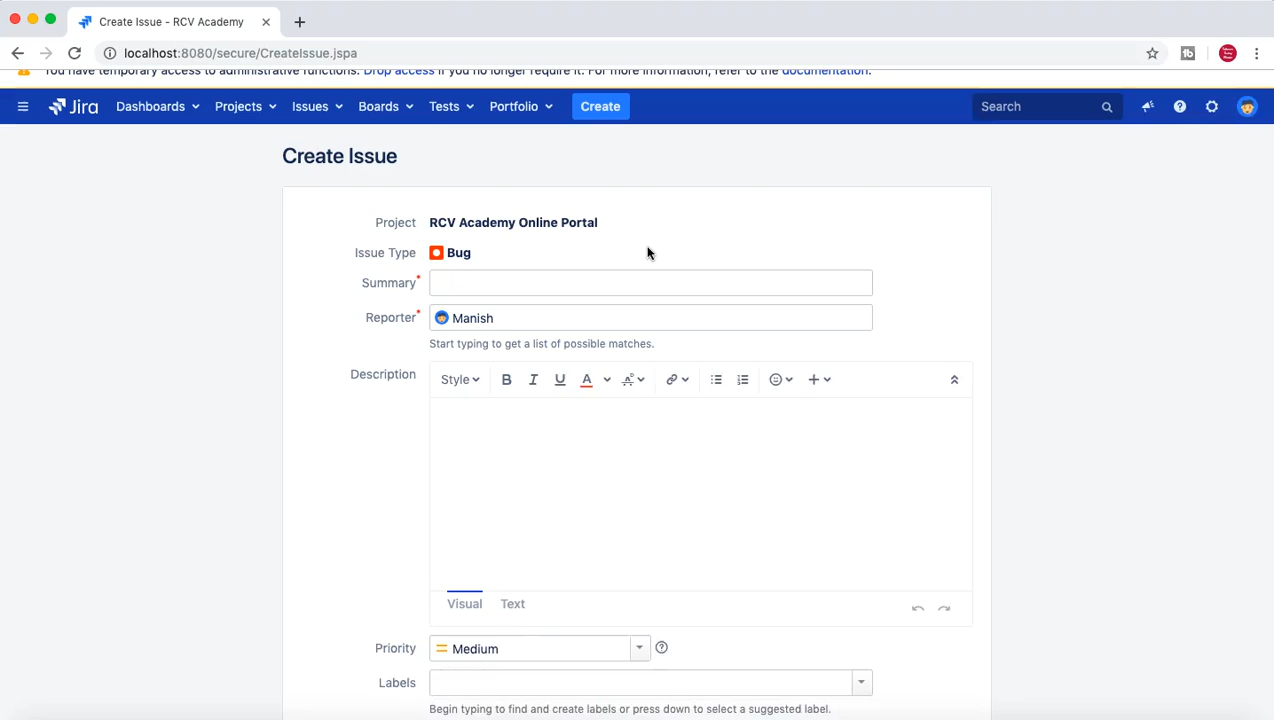 Create Issue - RCV Academy
localhost:8080/secure/CreateIssue.jspa
You have temporary access to administrative functions. Drop access if you no longer require it. For more information, refer to the documentation.
Jira Dashboards Projects Issues Boards Tests Portfolio Create Search
Create Issue
Project RCV Academy Online Portal
Issue Type Bug
Summary*
Reporter* Manish
Start typing to get a list of possible matches.
Description Style B I U A
Visual Text
Priority Medium
Labels
Begin typing to find and create labels or press down to select a suggested label.